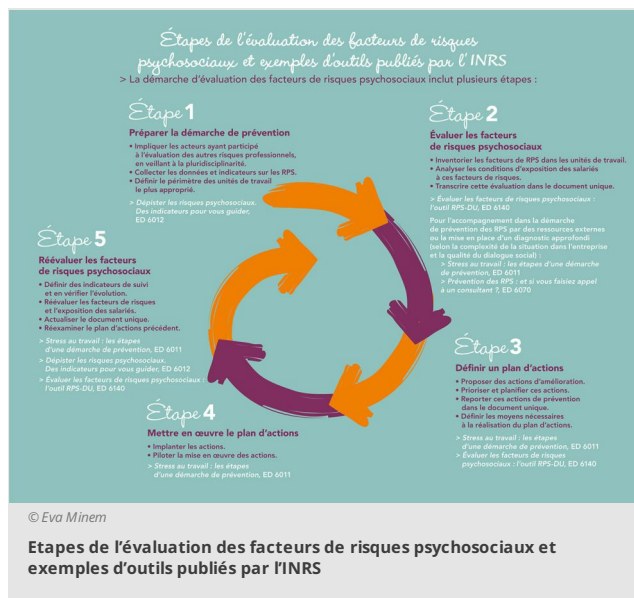 Étapes de l'évaluation des facteurs de risques
psychosociaux et exemples d'outils publiés par l'INRS
> La démarche d'évaluation des facteurs de risques psychosociaux inclut plusieurs étapes :
Étape 1
Préparer la démarche de prévention
• Impliquer les acteurs ayant participé
à l'évaluation des autres risques professionnels,
en veillant à la pluridisciplinarité.
• Collecter les données et indicateurs sur les RPS.
• Définir le périmètre des unités de travail
le plus approprié.
> Dépister les risques psychosociaux.
Des indicateurs pour vous guider,
ED 6012
Étape 2
Évaluer les facteurs
de risques psychosociaux
• Inventorier les facteurs de RPS dans les unités de travail.
• Analyser les conditions d'exposition des salariés
à ces facteurs de risques.
• Transcrire cette évaluation dans le document unique.
> Évaluer les facteurs de risques psychosociaux :
l'outil RPS-DU, ED 6140
Pour l'accompagnement dans la démarche
de prévention des RPS par des ressources externes
ou la mise en place d'un diagnostic approfondi
(selon la complexité de la situation dans l'entreprise
et la qualité du dialogue social) :
> Stress au travail : les étapes d'une démarche
de prévention, ED 6011
> Prévention des RPS : et si vous faisiez appel
à un consultant ?, ED 6070
Étape 3
Définir un plan d'actions
• Proposer des actions d'amélioration.
• Prioriser et planifier ces actions.
• Reporter ces actions de prévention
dans le document unique.
• Définir les moyens nécessaires
à la réalisation du plan d'actions.
> Stress au travail : les étapes
d'une démarche de prévention, ED 6011
> Évaluer les facteurs de risques
psychosociaux : l'outil RPS-DU, ED 6140
Étape 4
Mettre en œuvre le plan d'actions
• Implanter les actions.
• Piloter la mise en œuvre des actions.
> Stress au travail : les étapes
d'une démarche de prévention, ED 6011
Étape 5
Réévaluer les facteurs
de risques psychosociaux
• Définir des indicateurs de suivi
et en vérifier l'évolution.
• Réévaluer les facteurs de risques
et l'exposition des salariés.
• Actualiser le document unique.
• Réexaminer le plan d'actions précédent.
> Stress au travail : les étapes
d'une démarche de prévention, ED 6011
> Dépister les risques psychosociaux.
Des indicateurs pour vous guider, ED 6012
> Évaluer les facteurs de risques psychosociaux :
l'outil RPS-DU, ED 6140
© Eva Minem
Etapes de l'évaluation des facteurs de risques psychosociaux et
exemples d'outils publiés par l'INRS